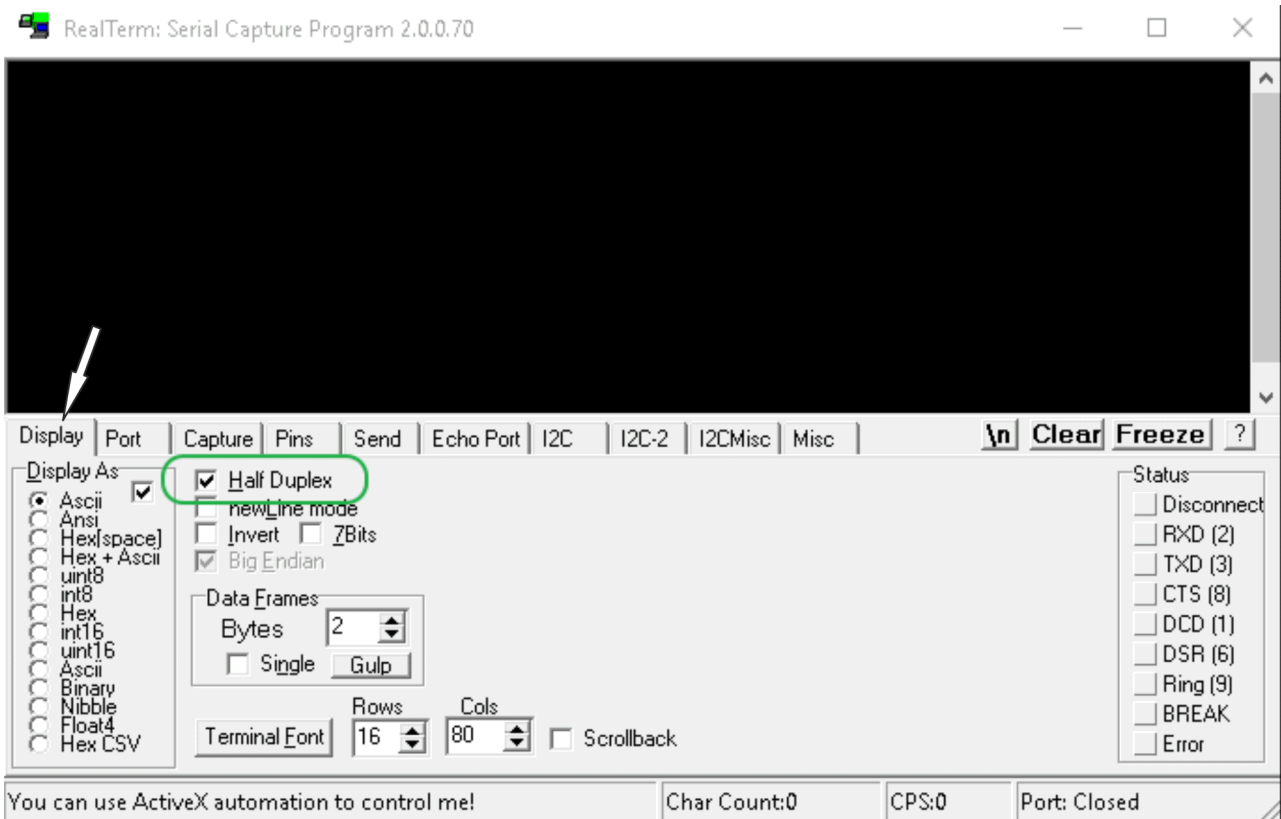 RealTerm: Serial Capture Program 2.0.0.70
Display Port Capture Pins Send Echo Port I2C I2C-2 I2CMisc Misc \n Clear Freeze ?
Display As
Ascii
Ansi
Hex[space]
Hex + Ascii
uint8
int8
Hex
int16
uint16
Ascii
Binary
Nibble
Float4
Hex CSV
Half Duplex
newLine mode
Invert 7Bits
Big Endian
Data Frames
Bytes 2
Single Gulp
Rows Cols
Terminal Font 16 80 Scrollback
Status
Disconnect
RXD (2)
TXD (3)
CTS (8)
DCD (1)
DSR (6)
Ring (9)
BREAK
Error
You can use ActiveX automation to control me! Char Count:0 CPS:0 Port: Closed